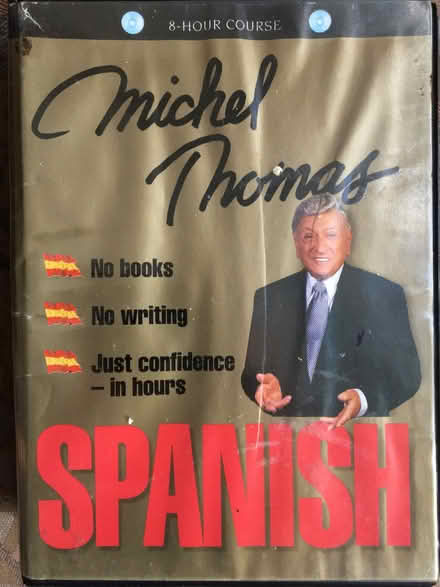 8-HOUR COURSE
Michel
Thomas
No books
No writing
Just confidence
– in hours
SPANISH